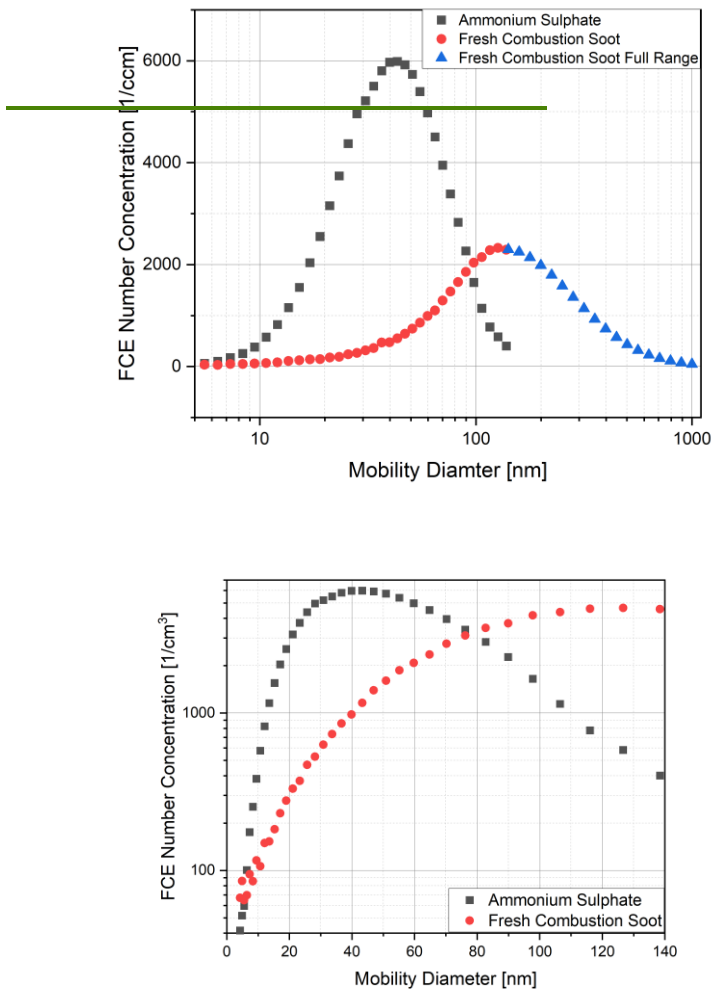 Ammonium Sulphate
Fresh Combustion Soot
Fresh Combustion Soot Full Range
FCE Number Concentration [1/ccm]
6000
4000
2000
0
10
100
1000
Mobility Diamter [nm]
FCE Number Concentration [1/cm³]
1000
100
Ammonium Sulphate
Fresh Combustion Soot
0
20
40
60
80
100
120
140
Mobility Diameter [nm]